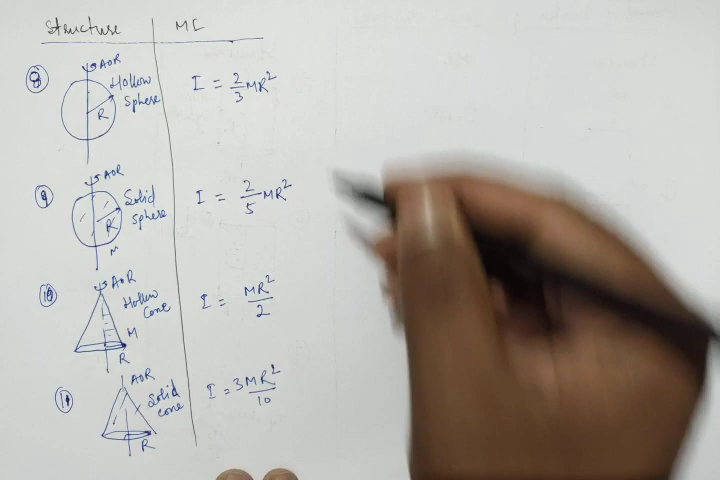 Structure MI
8 AOR Hollow sphere R I = 2/3 MR²
9 AOR Solid sphere R M I = 2/5 MR²
10 AOR Hollow cone M R I = MR²/2
11 AOR Solid cone R I = 3MR²/10